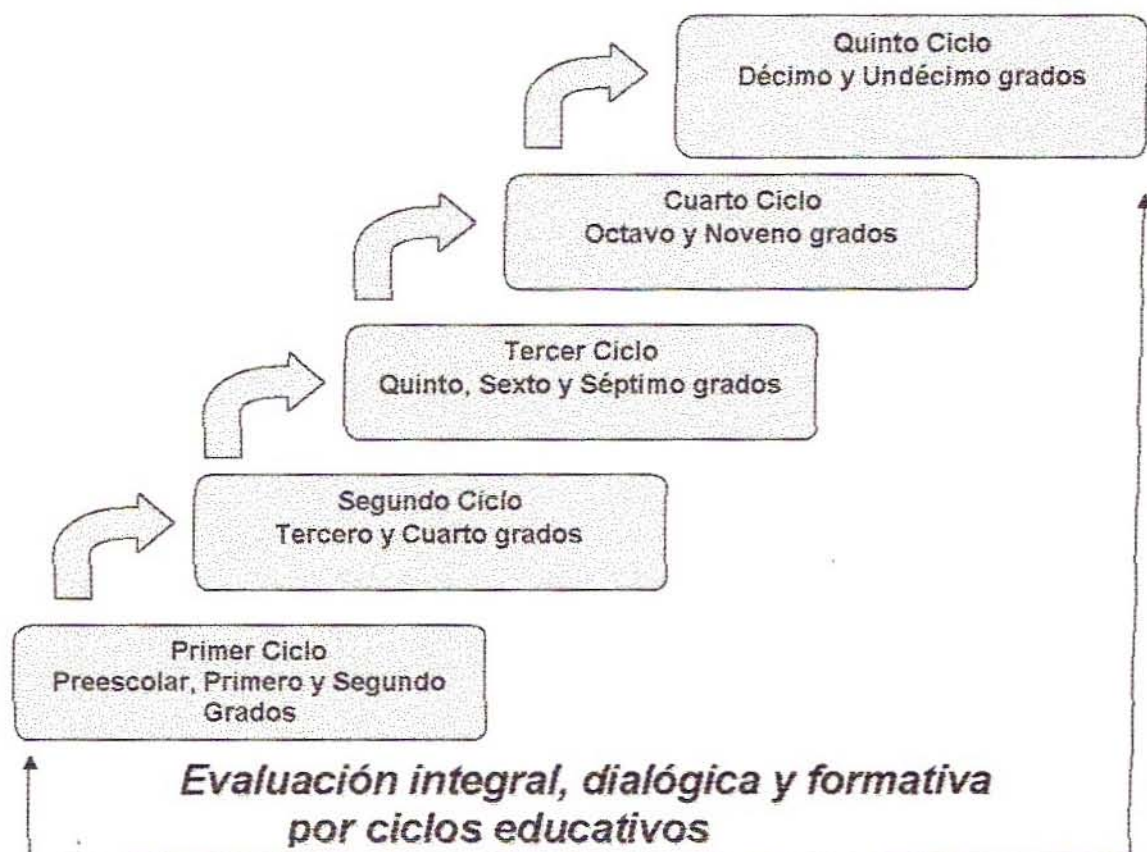 Quinto Ciclo
Décimo y Undécimo grados
Cuarto Ciclo
Octavo y Noveno grados
Tercer Ciclo
Quinto, Sexto y Séptimo grados
Segundo Ciclo
Tercero y Cuarto grados
Primer Ciclo
Preescolar, Primero y Segundo
Grados
Evaluación integral, dialógica y formativa
por ciclos educativos